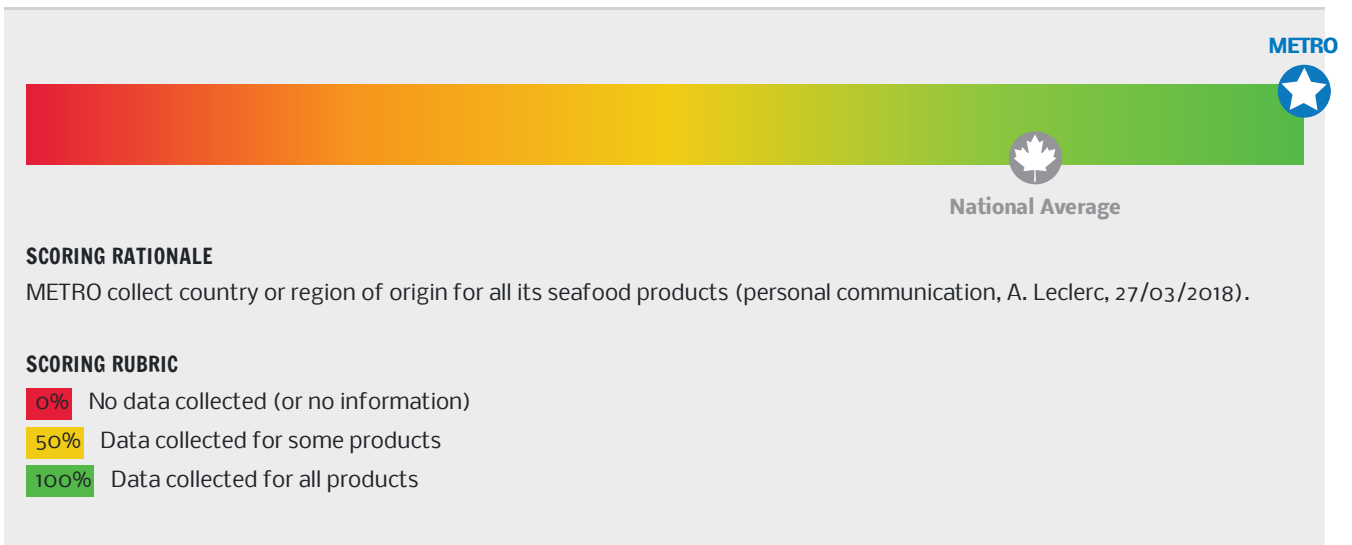 METRO
National Average
SCORING RATIONALE
METRO collect country or region of origin for all its seafood products (personal communication, A. Leclerc, 27/03/2018).
SCORING RUBRIC
0% No data collected (or no information)
50% Data collected for some products
100% Data collected for all products